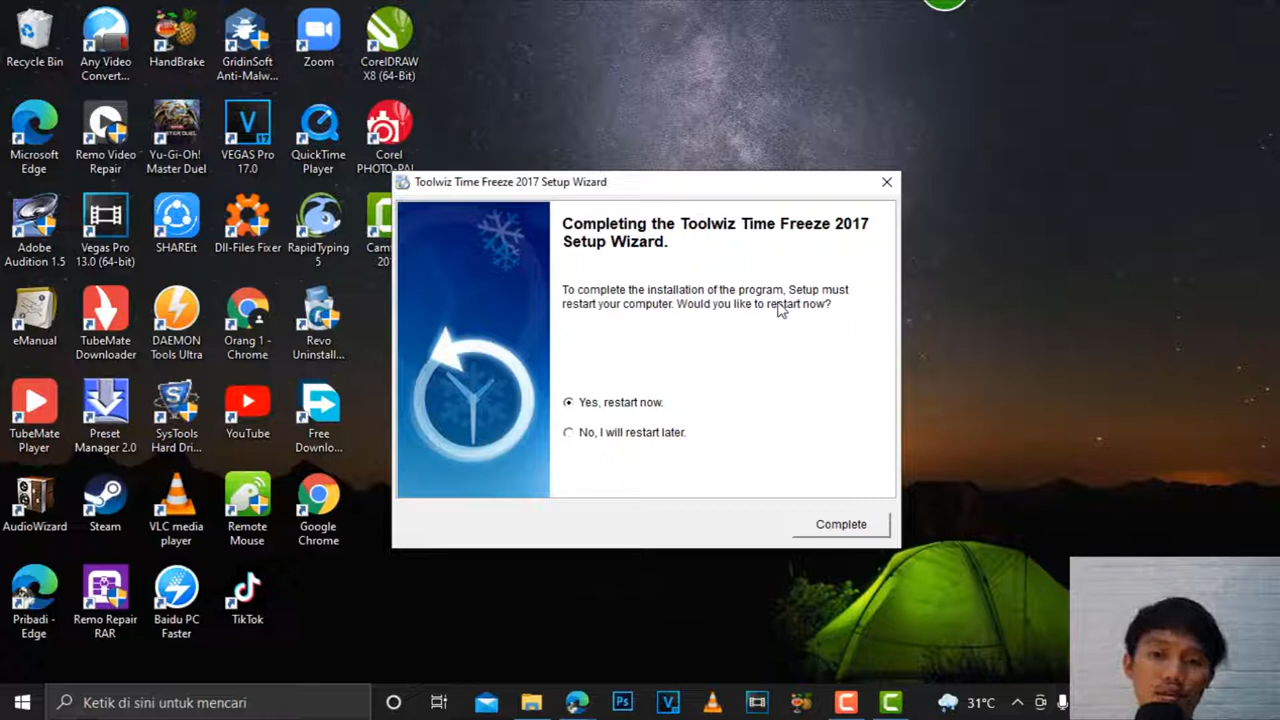 Recycle Bin
Any Video
Convert...
HandBrake
GridinSoft
Anti-Malw...
Zoom
CorelDRAW
X8 (64-Bit)
Microsoft
Edge
Remo Video
Repair
Yu-Gi-Oh!
Master Duel
VEGAS Pro
17.0
QuickTime
Player
Corel
PHOTO-PA
Adobe
Audition 1.5
Vegas Pro
13.0 (64-bit)
SHAREit
Dll-Files Fixer
RapidTyping
5
Toolwiz Time Freeze 2017 Setup Wizard
Completing the Toolwiz Time Freeze 2017
Setup Wizard.
To complete the installation of the program, Setup must
restart your computer. Would you like to restart now?
Yes, restart now.
No, I will restart later.
Complete
eManual
TubeMate
Downloader
DAEMON
Tools Ultra
Orang 1 -
Chrome
Revo
Uninstall...
TubeMate
Player
Preset
Manager 2.0
SysTools
Hard Dri...
YouTube
Free
Downlo...
AudioWizard
Steam
VLC media
player
Remote
Mouse
Google
Chrome
Pribadi -
Edge
Remo Repair
RAR
Baidu PC
Faster
TikTok
Ketik di sini untuk mencari
31°C